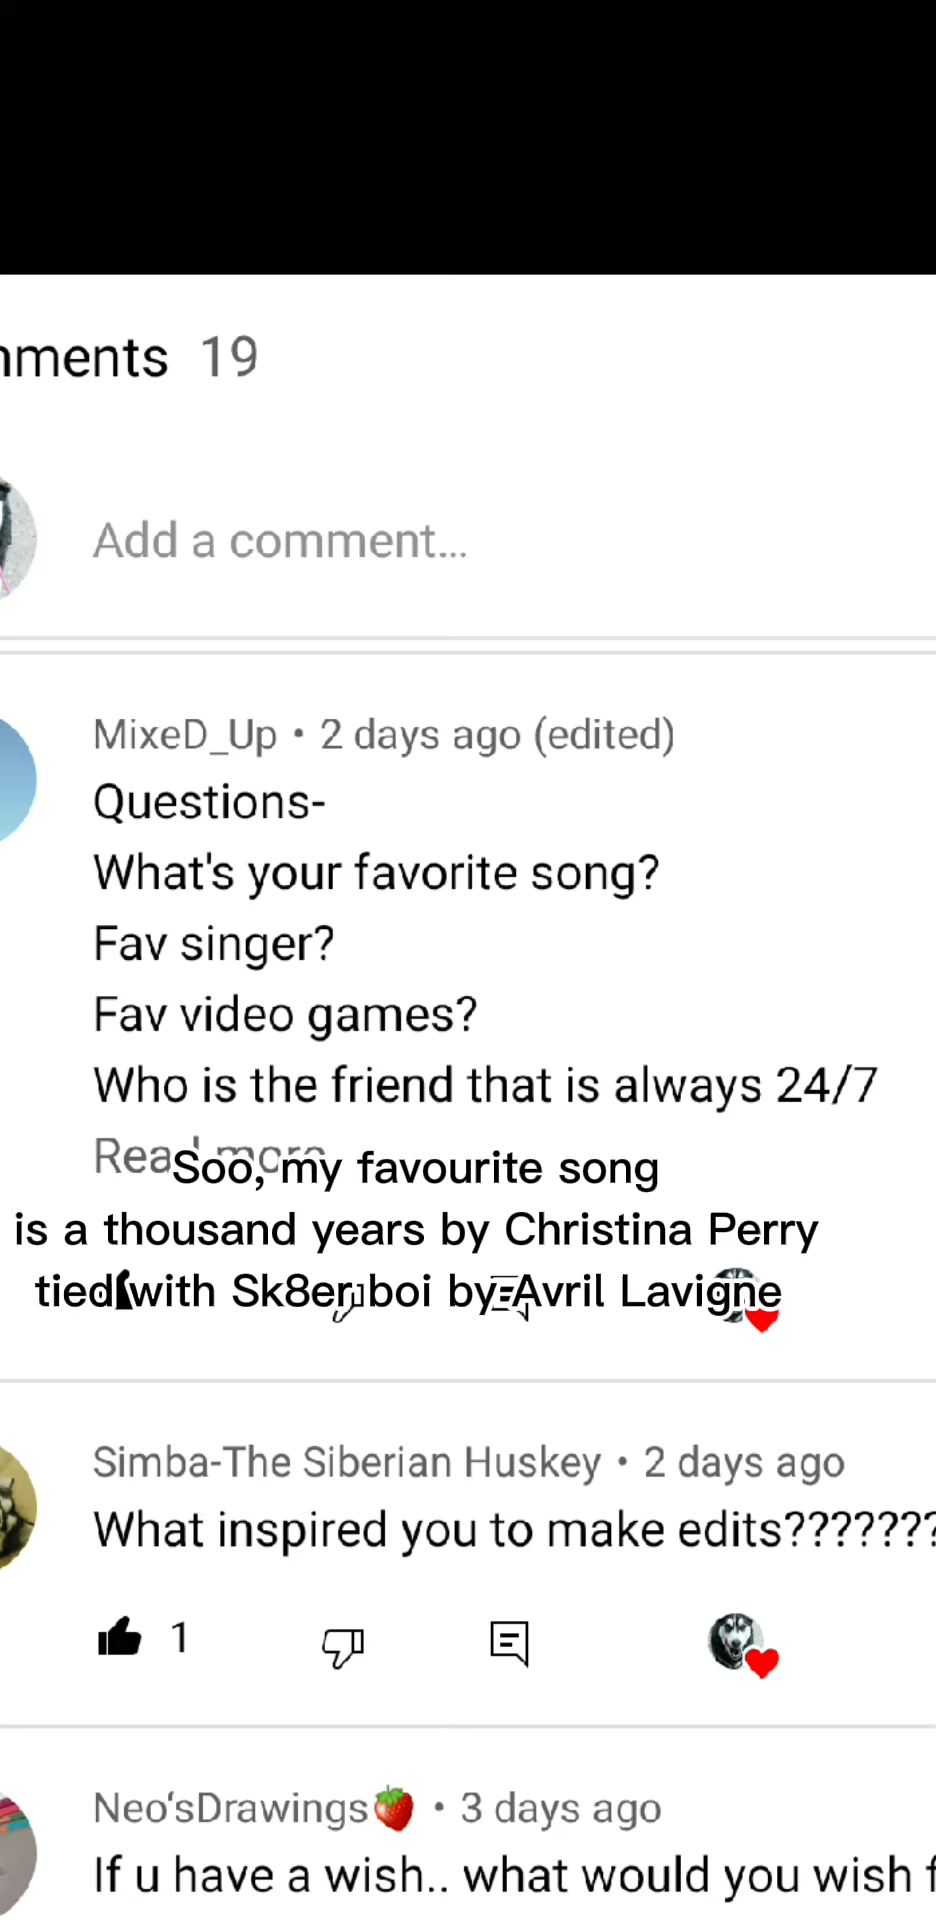 mments 19
Add a comment...
MixeD_Up • 2 days ago (edited)
Questions-
What's your favorite song?
Fav singer?
Fav video games?
Who is the friend that is always 24/7
Read more
Soo, my favourite song
is a thousand years by Christina Perry
tied with Sk8er boi by Avril Lavigne
Simba-The Siberian Huskey • 2 days ago
What inspired you to make edits???????
1
Neo'sDrawings🍓 • 3 days ago
If u have a wish.. what would you wish f